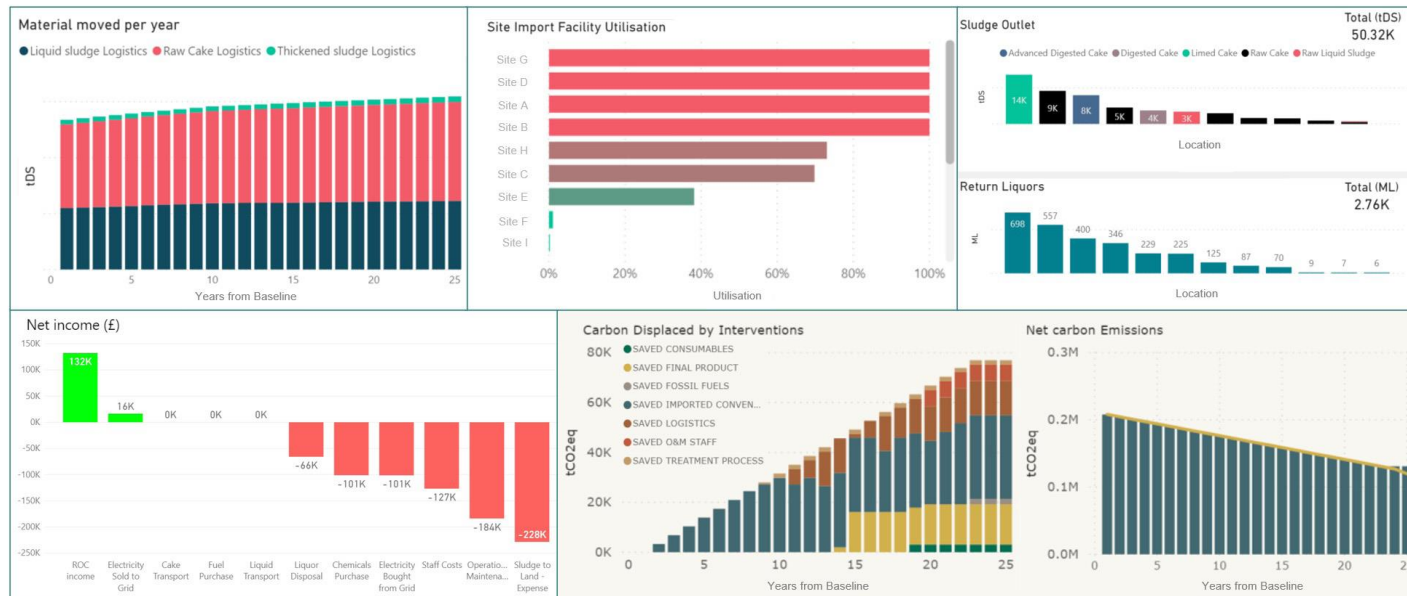 Material moved per year
Liquid sludge Logistics Raw Cake Logistics Thickened sludge Logistics
tDS
0 5 10 15 20 25
Years from Baseline
Site Import Facility Utilisation
Site G
Site D
Site A
Site B
Site H
Site C
Site E
Site F
Site I
0% 20% 40% 60% 80% 100%
Utilisation
Sludge Outlet
Total (tDS)
50.32K
Advanced Digested Cake Digested Cake Limed Cake Raw Cake Raw Liquid Sludge
tDS
14K 9K 8K 5K 4K 3K
Location
Return Liquors
Total (ML)
2.76K
ML
698 557 400 346 229 225 125 87 70 9 7 6
Location
Net income (£)
150K
100K
50K
0K
-50K
-100K
-150K
-200K
-250K
132K 16K 0K 0K 0K -66K -101K -101K -127K -184K -228K
ROC income
Electricity Sold to Grid
Cake Transport
Fuel Purchase
Liquid Transport
Liquor Disposal
Chemicals Purchase
Electricity Bought from Grid
Staff Costs
Operatio... Maintena...
Sludge to Land - Expense
Carbon Displaced by Interventions
80K
60K
40K
20K
0K
tCO2eq
SAVED CONSUMABLES
SAVED FINAL PRODUCT
SAVED FOSSIL FUELS
SAVED IMPORTED CONVEN...
SAVED LOGISTICS
SAVED O&M STAFF
SAVED TREATMENT PROCESS
0 5 10 15 20 25
Years from Baseline
Net carbon Emissions
0.3M
0.2M
0.1M
0.0M
tCO2eq
0 5 10 15 20
Years from Baseline